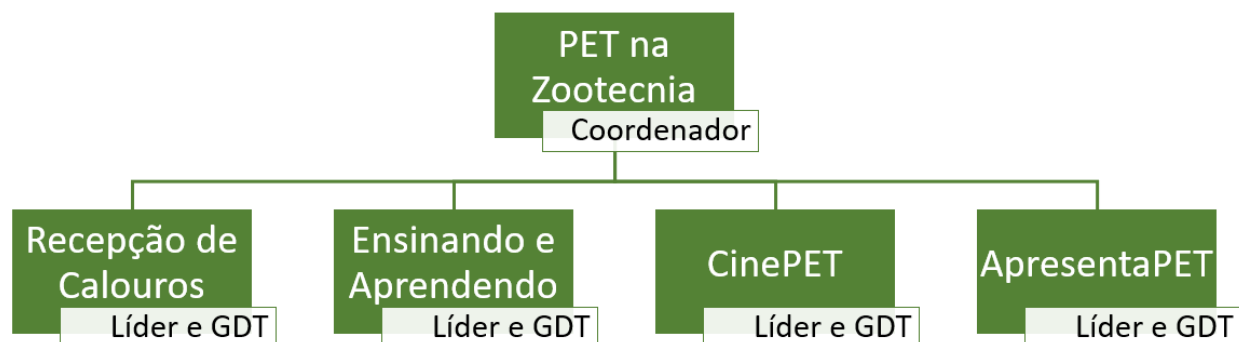 PET na
Zootecnia
Coordenador
Recepção de
Calouros
Líder e GDT
Ensinando e
Aprendendo
Líder e GDT
CinePET
Líder e GDT
ApresentaPET
Líder e GDT